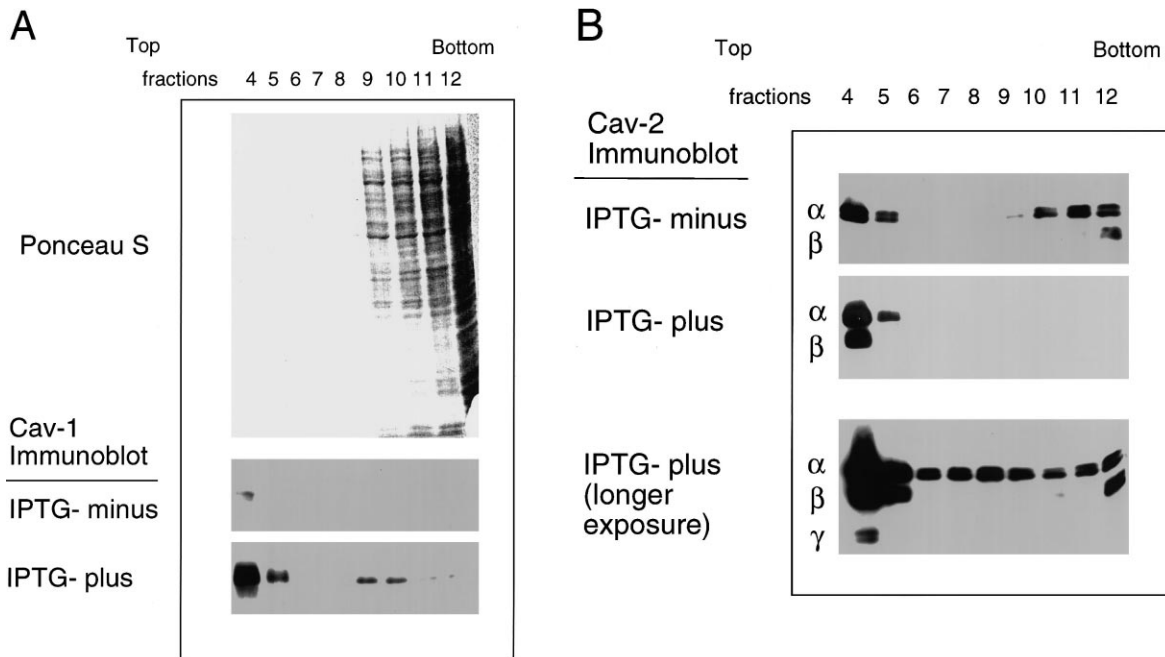 A
Top Bottom
fractions 4 5 6 7 8 9 10 11 12
Ponceau S
Cav-1
Immunoblot
IPTG- minus
IPTG- plus
B
Top Bottom
fractions 4 5 6 7 8 9 10 11 12
Cav-2
Immunoblot
IPTG- minus
α
β
IPTG- plus
α
β
IPTG- plus
(longer
exposure)
α
β
γ